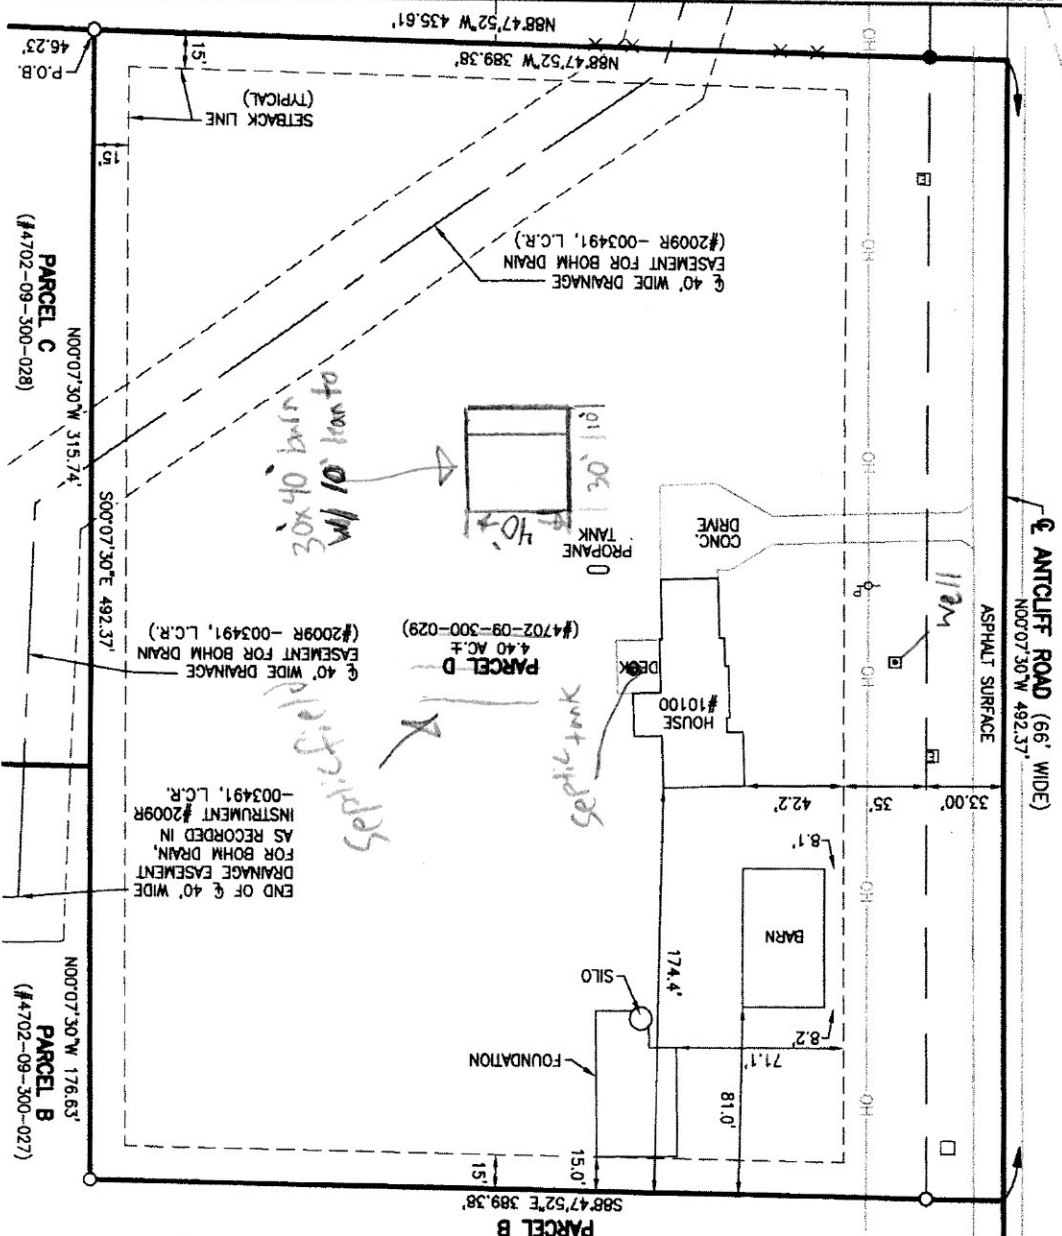 N88°47'52"W 435.61'
N88°47'52"W 389.38'
P.O.B.
46.23'
15'
SETBACK LINE
(TYPICAL)
15'
PARCEL C
(#4702-09-300-028)
N00°07'30"W 315.74'
S00°07'30"E 492.37'
℄ 40' WIDE DRAINAGE
EASEMENT FOR BOHM DRAIN
(#2009R -003491, L.C.R.)
30x40 barn
W/ 10' lean to
10'
30'
40'
PROPANE
TANK
CONC.
DRIVE
℄ ANTCLIFF ROAD (66' WIDE)
N00°07'30"W 492.37'
ASPHALT SURFACE
well
OH
OH
OH
OH
OH
OH
E
E
PARCEL D
4.40 AC.±
(#4702-09-300-029)
DECK
HOUSE
#10100
℄ 40' WIDE DRAINAGE
EASEMENT FOR BOHM DRAIN
(#2009R -003491, L.C.R.)
septic field
septic tank
42.2'
35'
33.00'
8.1'
BARN
8.2'
END OF ℄ 40' WIDE
DRAINAGE EASEMENT
FOR BOHM DRAIN,
AS RECORDED IN
INSTRUMENT #2009R
-003491, L.C.R.
174.4'
SILO
FOUNDATION
71.1'
81.0'
N00°07'30"W 176.63'
PARCEL B
(#4702-09-300-027)
15'
15.0'
S88°47'52"E 389.38'
PARCEL B